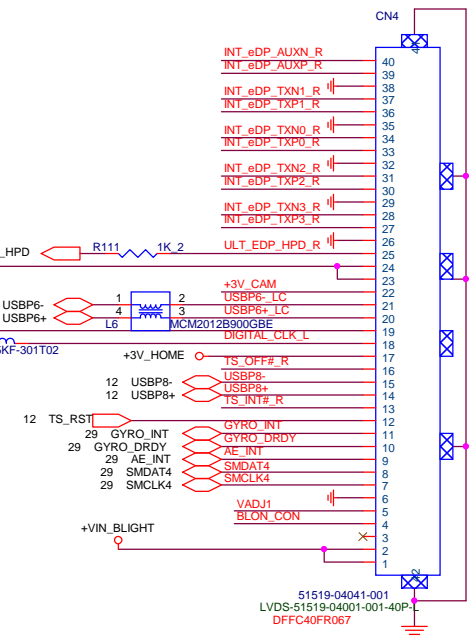 CN4
41
INT_eDP_AUXN_R 40
INT_eDP_AUXP_R 39
38
INT_eDP_TXN1_R 37
INT_eDP_TXP1_R 36
35
INT_eDP_TXN0_R 34
INT_eDP_TXP0_R 33
32
INT_eDP_TXN2_R 31
INT_eDP_TXP2_R 30
29
INT_eDP_TXN3_R 28
INT_eDP_TXP3_R 27
26
_HPD R111 1K_2 ULT_EDP_HPD_R 25
24
23
+3V_CAM 22
USBP6- 1 2 USBP6-_LC 21
USBP6+ 4 3 USBP6+_LC 20
L6 MCM2012B900GBE 19
DIGITAL_CLK_L 18
KF-301T02
+3V_HOME 17
TS_OFF#_R 16
12 USBP8- USBP8- 15
12 USBP8+ USBP8+ 14
TS_INT#_R 13
12 TS_RST 12
29 GYRO_INT GYRO_INT 11
29 GYRO_DRDY GYRO_DRDY 10
29 AE_INT AE_INT 9
29 SMDAT4 SMDAT4 8
29 SMCLK4 SMCLK4 7
6
VADJ1 5
BLON_CON 4
3
+VIN_BLIGHT 2
1
42
51519-04041-001
LVDS-51519-04001-001-40P-L
DFFC40FR067